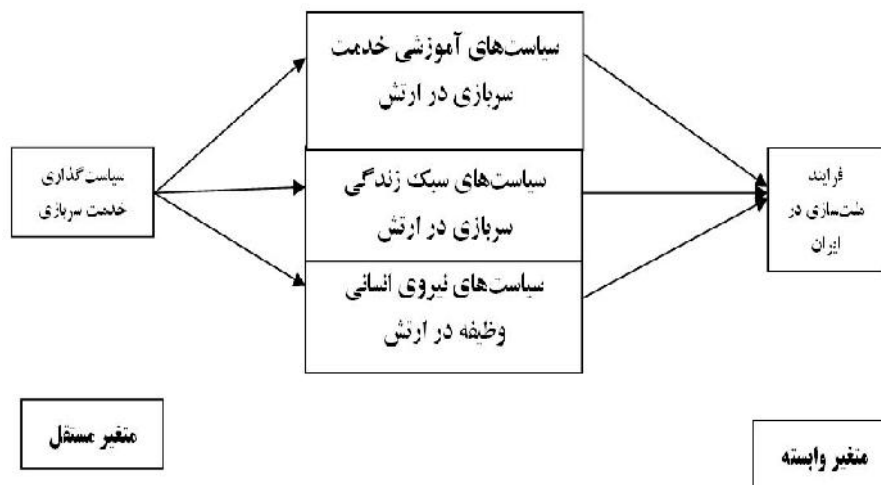 سیاست‌های آموزشی خدمت
سربازی در ارتش
سیاست‌گذاری
خدمت سربازی
سیاست‌های سبک زندگی
سربازی در ارتش
سیاست‌های نیروی انسانی
وظیفه در ارتش
فرایند
ملت‌سازی در
ایران
متغیر مستقل
متغیر وابسته